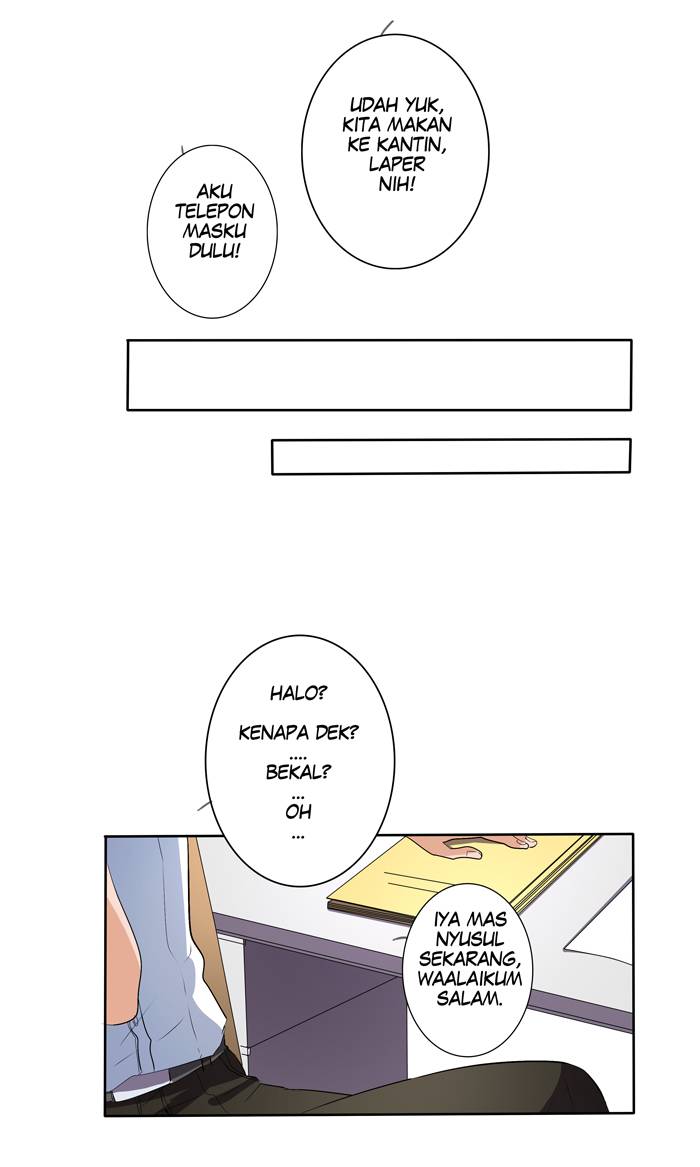 UDAH YUK,
KITA MAKAN
KE KANTIN,
LAPER
NIH!
AKU
TELEPON
MASKU
DULU!
HALO?
KENAPA DEK?
....
BEKAL?
...
OH
...
IYA MAS
NYUSUL
SEKARANG,
WAALAIKUM
SALAM.